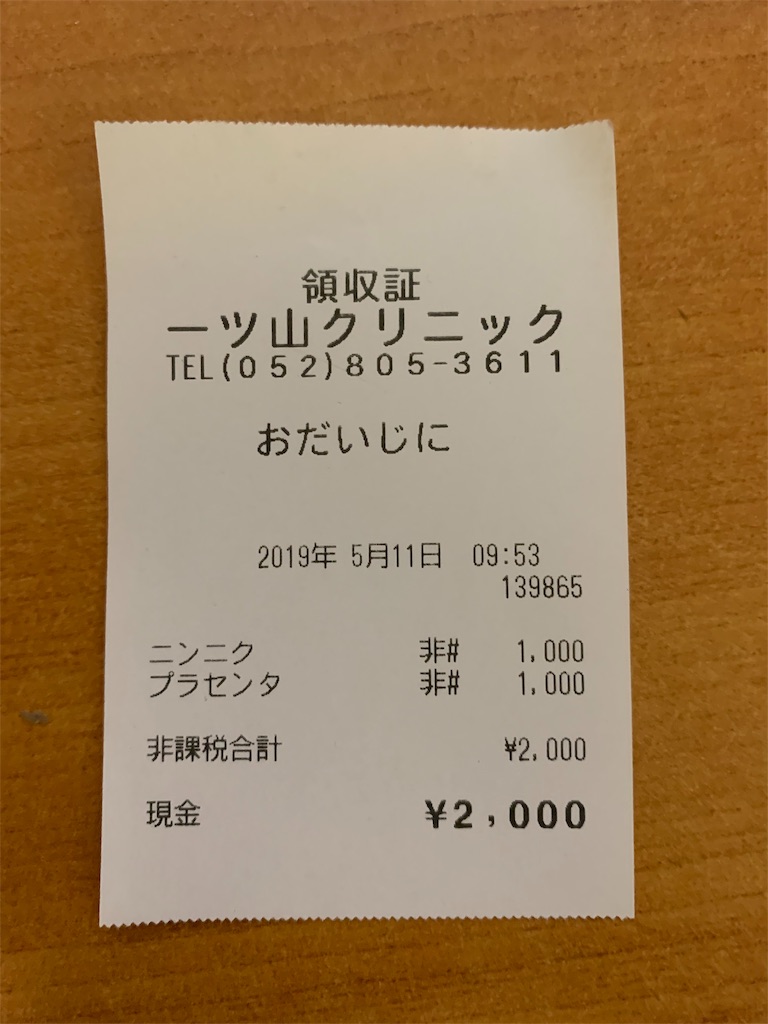 領収証
一ツ山クリニック
TEL(052)805-3611
おだいじに
2019年 5月11日 09:53
139865
ニンニク 非# 1,000
プラセンタ 非# 1,000
非課税合計 ¥2,000
現金 ¥2,000